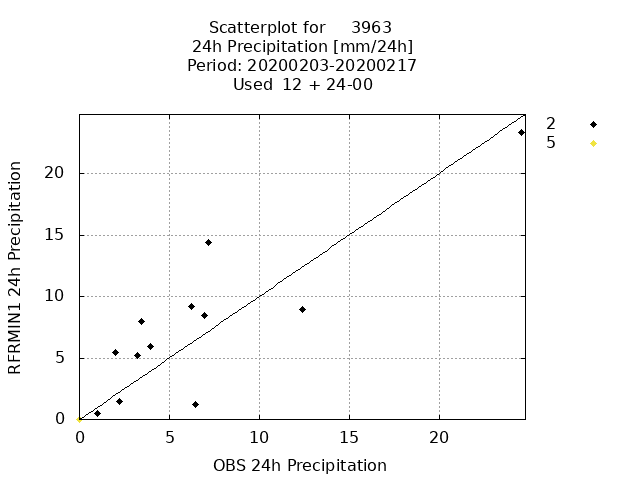 Scatterplot for 3963
24h Precipitation [mm/24h]
Period: 20200203-20200217
Used 12 + 24-00
2
5
RFRMIN1 24h Precipitation
20
15
10
5
0
0 5 10 15 20
OBS 24h Precipitation